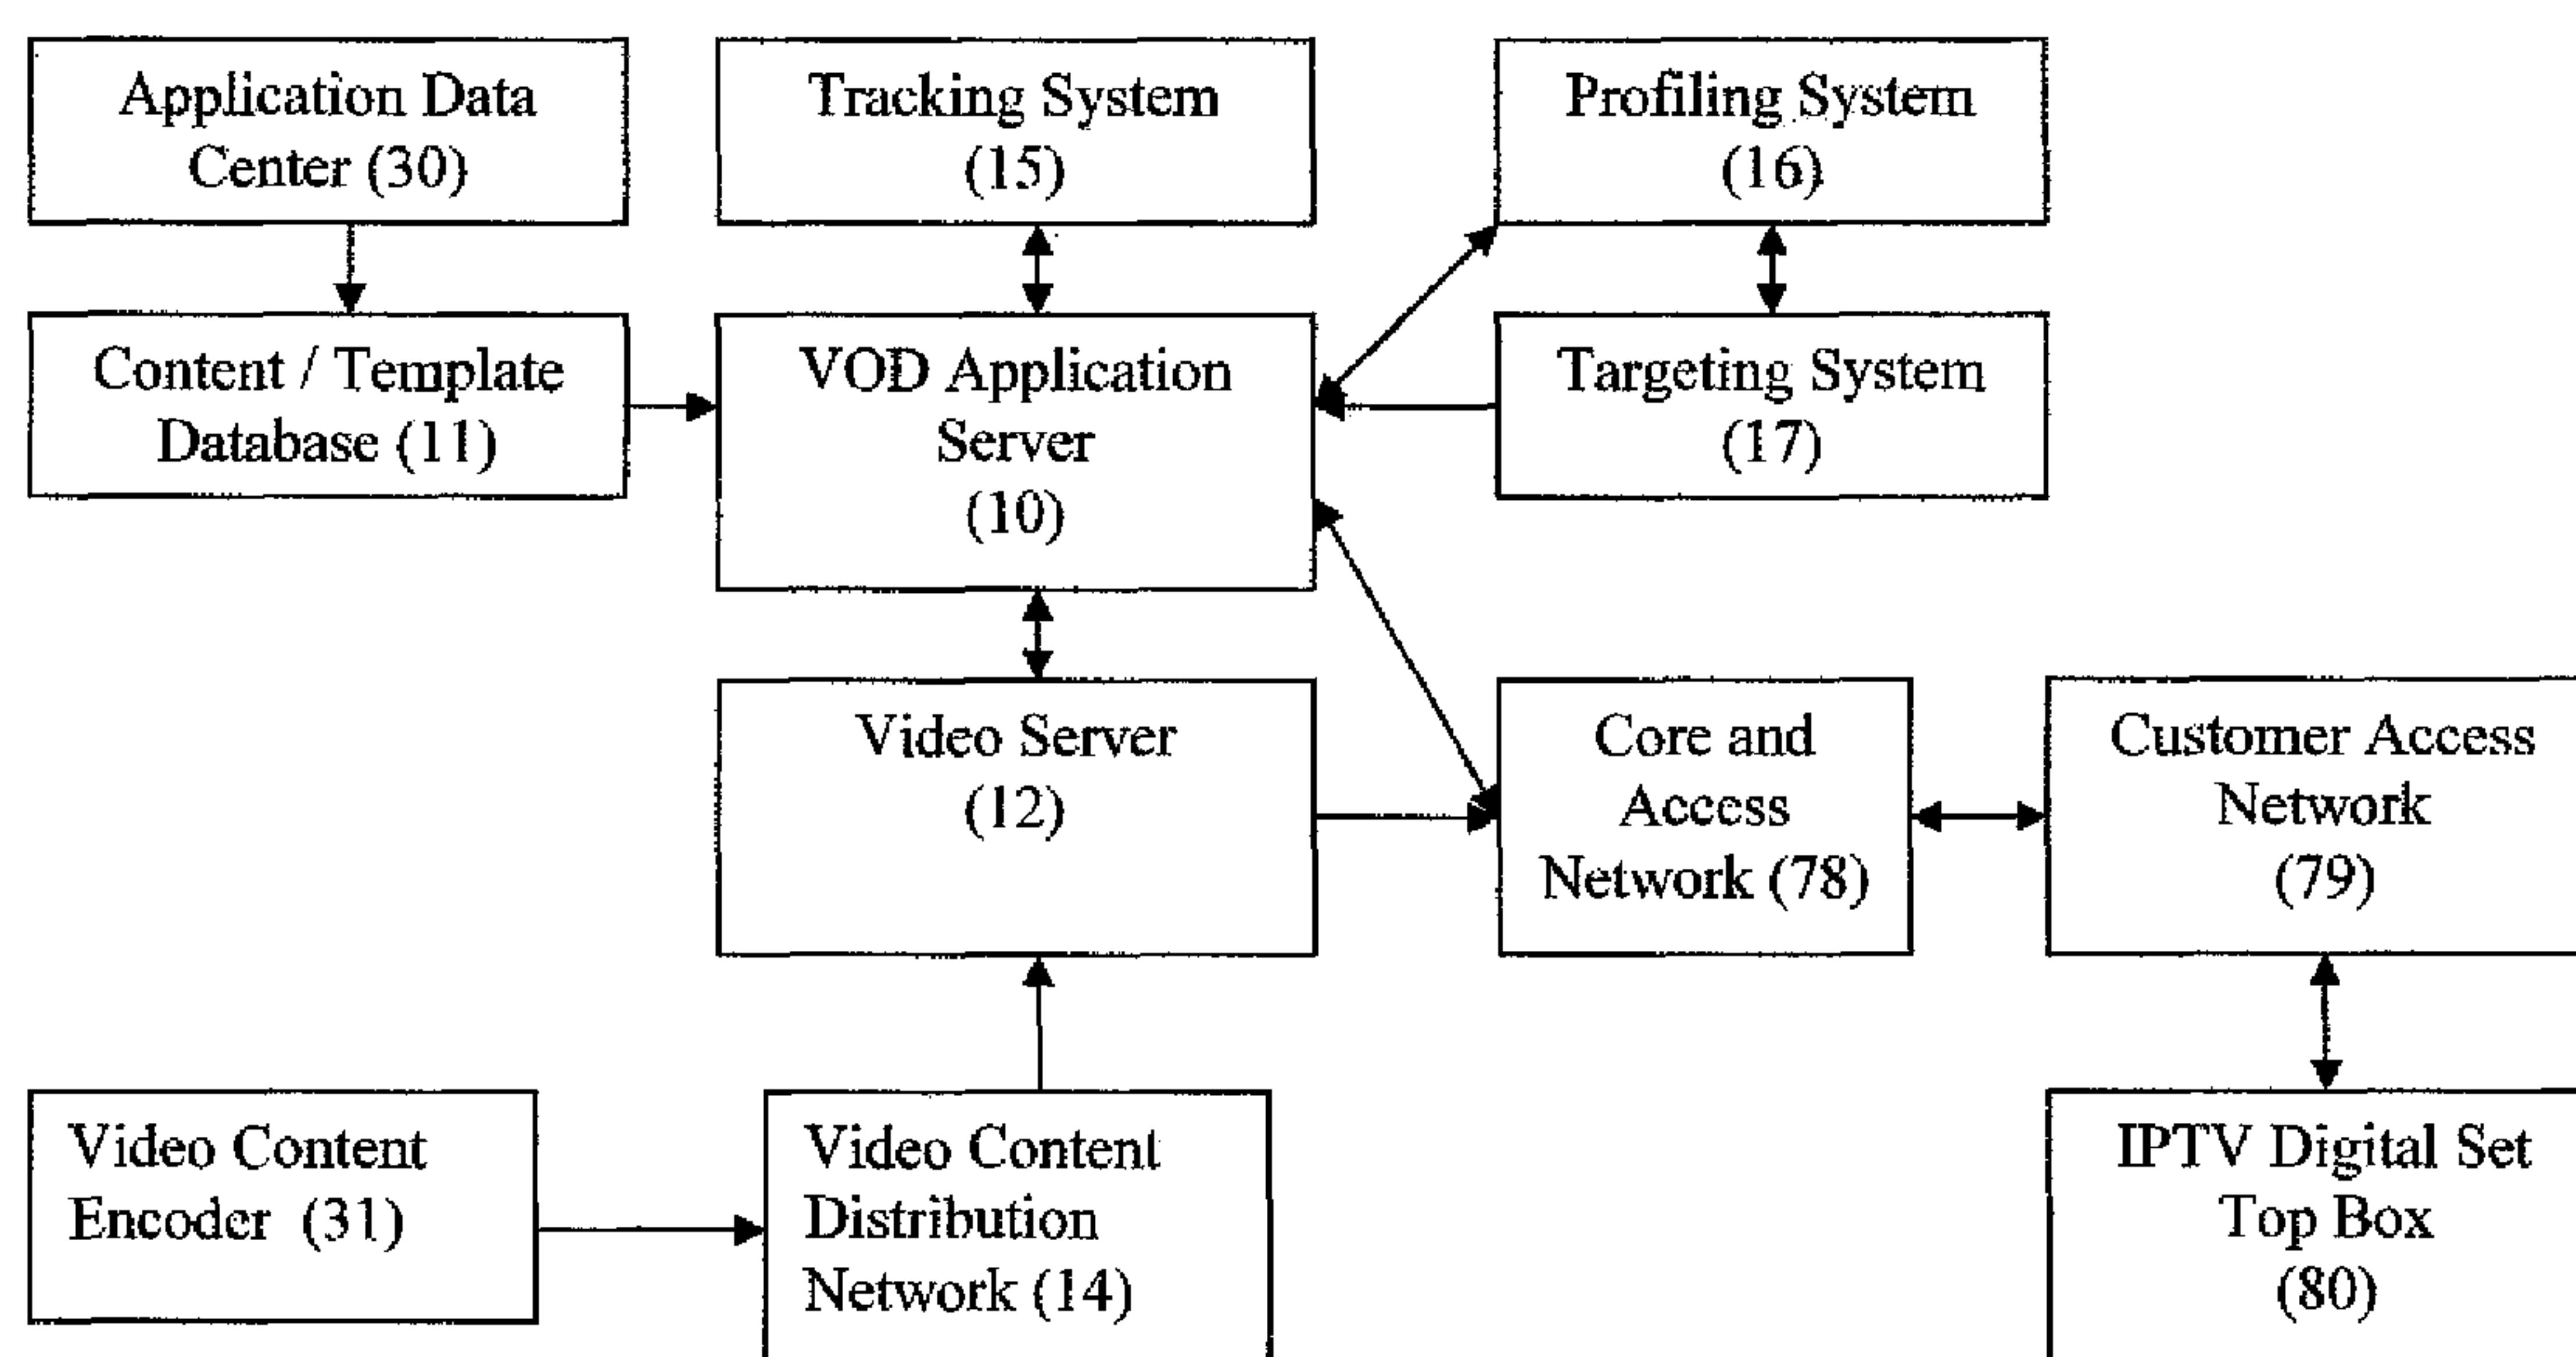 Application Data
Center (30)
Tracking System
(15)
Profiling System
(16)
Content / Template
Database (11)
VOD Application
Server
(10)
Targeting System
(17)
Video Server
(12)
Core and
Access
Network (78)
Customer Access
Network
(79)
Video Content
Encoder (31)
Video Content
Distribution
Network (14)
IPTV Digital Set
Top Box
(80)